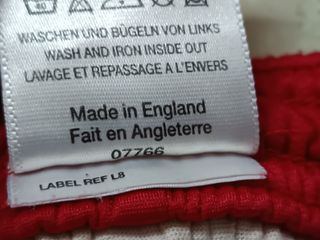 WASCHEN UND BÜGELN VON LINKS
WASH AND IRON INSIDE OUT
LAVAGE ET REPASSAGE A L'ENVERS
Made in England
Fait en Angleterre
07766
LABEL REF L8